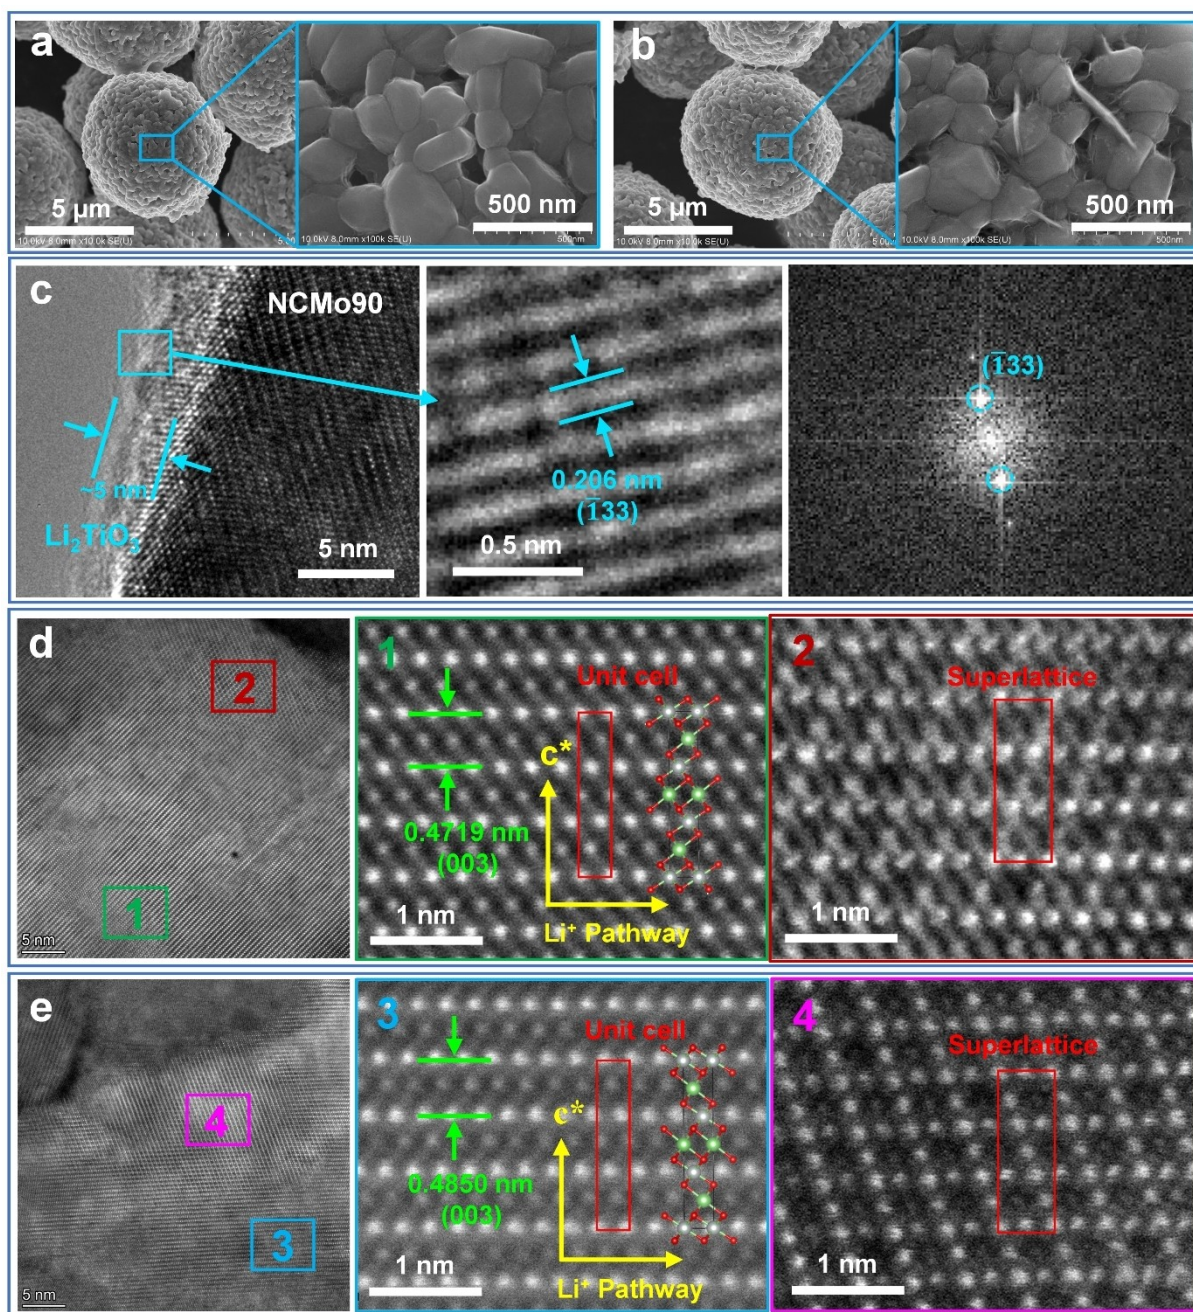 a
5 µm
10.0kV 8.0mm x10.0k SE(U)
500 nm
10.0kV 8.0mm x100k SE(U)
500nm
b
5 µm
10.0kV 8.0mm x10.0k SE(U)
5.00µm
500 nm
10.0kV 8.0mm x100k SE(U)
500nm
c
NCMo90
~5 nm
Li₂TiO₃
5 nm
0.206 nm
(1̅33)
0.5 nm
(1̅33)
d
2
1
5 nm
1
Unit cell
c*
0.4719 nm
(003)
1 nm
Li⁺ Pathway
2
Superlattice
1 nm
e
4
3
5 nm
3
Unit cell
c*
0.4850 nm
(003)
1 nm
Li⁺ Pathway
4
Superlattice
1 nm